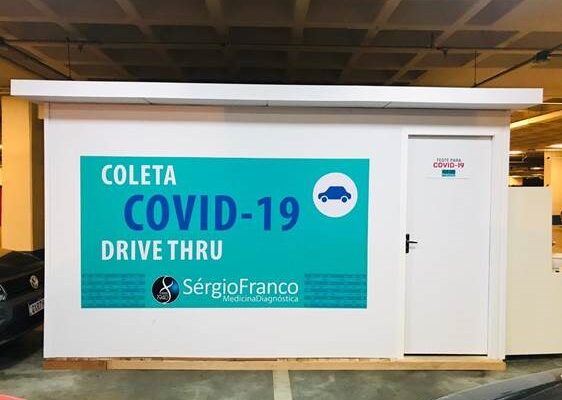 COLETA
COVID-19
DRIVE THRU
SérgioFranco
MedicinaDiagnóstica
TESTE PARA
COVID-19